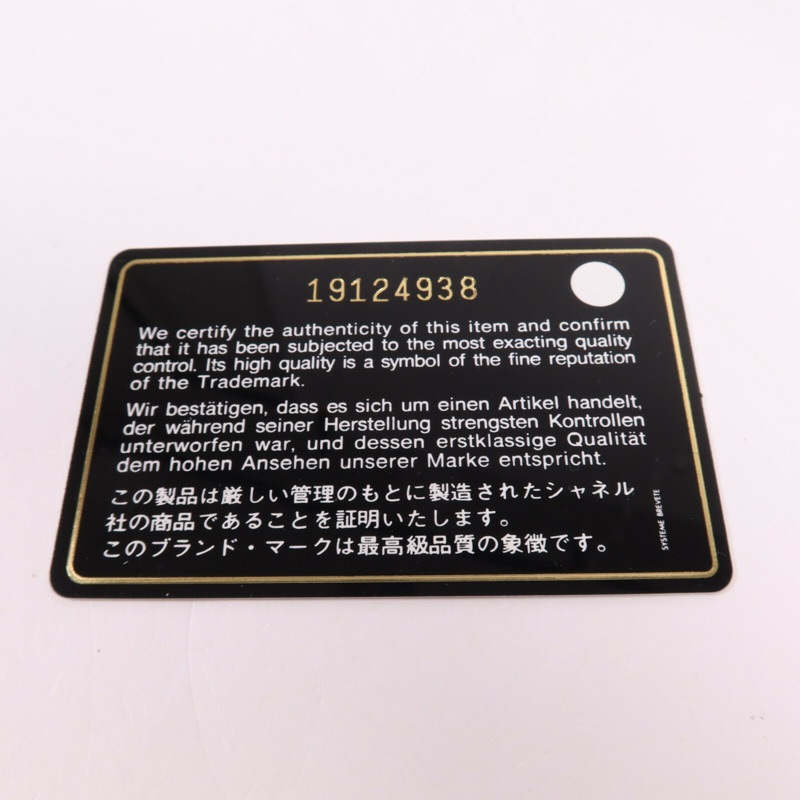 19124938
We certify the authenticity of this item and confirm
that it has been subjected to the most exacting quality
control. Its high quality is a symbol of the fine reputation
of the Trademark.
Wir bestätigen, dass es sich um einen Artikel handelt,
der während seiner Herstellung strengsten Kontrollen
unterworfen war, und dessen erstklassige Qualität
dem hohen Ansehen unserer Marke entspricht.
この製品は厳しい管理のもとに製造されたシャネル
社の商品であることを証明いたします。
このブランド・マークは最高級品質の象徴です。
SYSTEME BREVETE